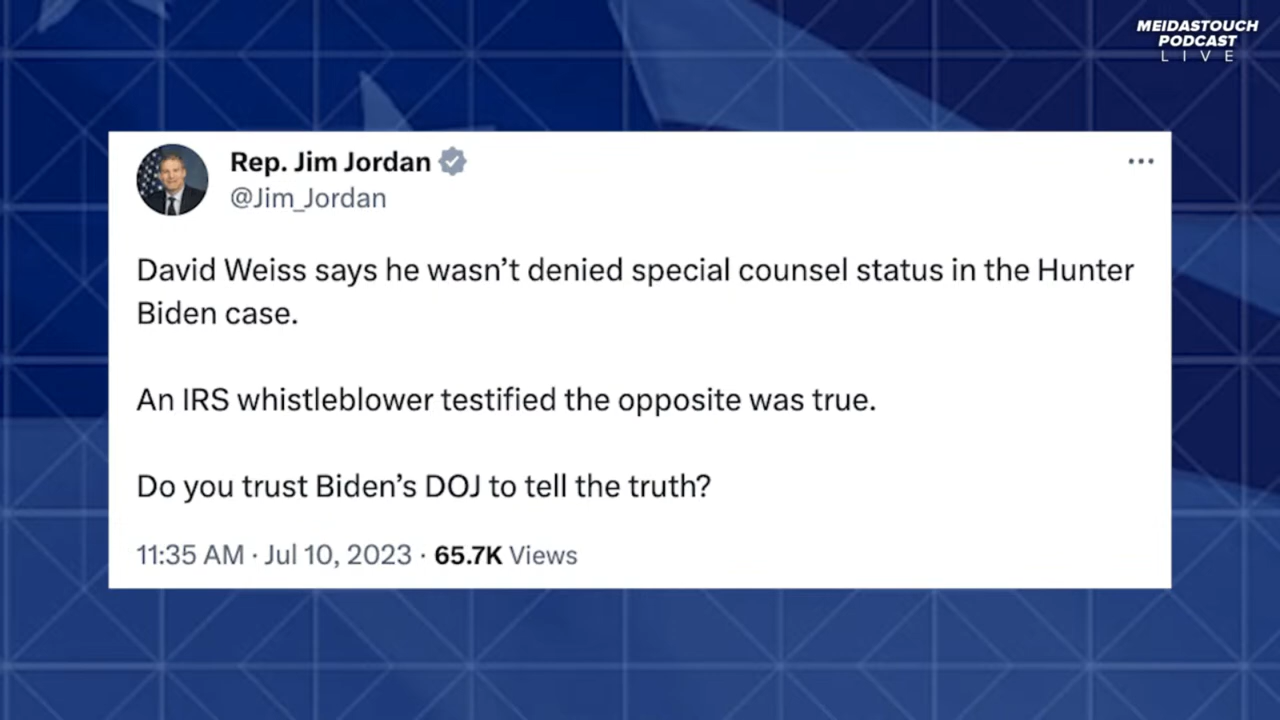 MEIDASTOUCH
PODCAST
LIVE
Rep. Jim Jordan
@Jim_Jordan
David Weiss says he wasn’t denied special counsel status in the Hunter
Biden case.
An IRS whistleblower testified the opposite was true.
Do you trust Biden’s DOJ to tell the truth?
11:35 AM · Jul 10, 2023 · 65.7K Views